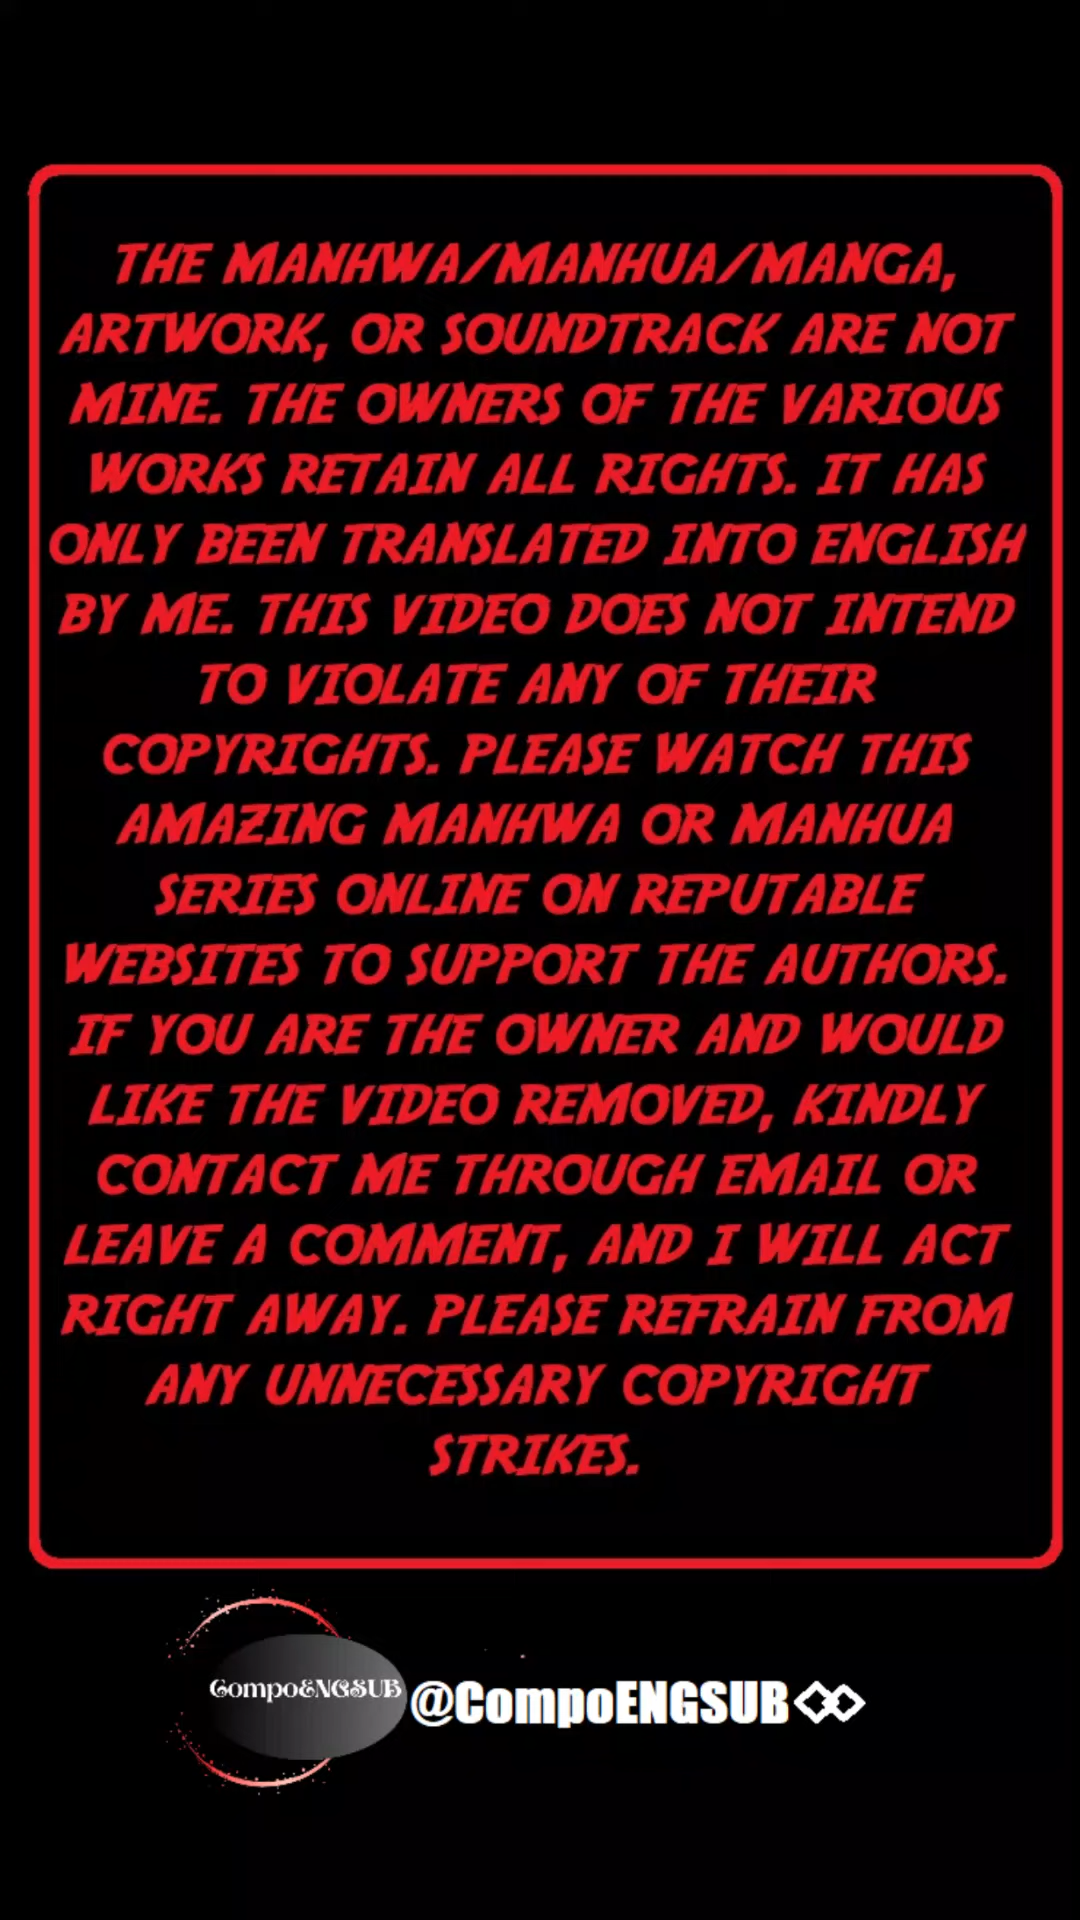 THE MANHWA/MANHUA/MANGA,
ARTWORK, OR SOUNDTRACK ARE NOT
MINE. THE OWNERS OF THE VARIOUS
WORKS RETAIN ALL RIGHTS. IT HAS
ONLY BEEN TRANSLATED INTO ENGLISH
BY ME. THIS VIDEO DOES NOT INTEND
TO VIOLATE ANY OF THEIR
COPYRIGHTS. PLEASE WATCH THIS
AMAZING MANHWA OR MANHUA
SERIES ONLINE ON REPUTABLE
WEBSITES TO SUPPORT THE AUTHORS.
IF YOU ARE THE OWNER AND WOULD
LIKE THE VIDEO REMOVED, KINDLY
CONTACT ME THROUGH EMAIL OR
LEAVE A COMMENT, AND I WILL ACT
RIGHT AWAY. PLEASE REFRAIN FROM
ANY UNNECESSARY COPYRIGHT
STRIKES.
CompoENGSUB
@CompoENGSUB